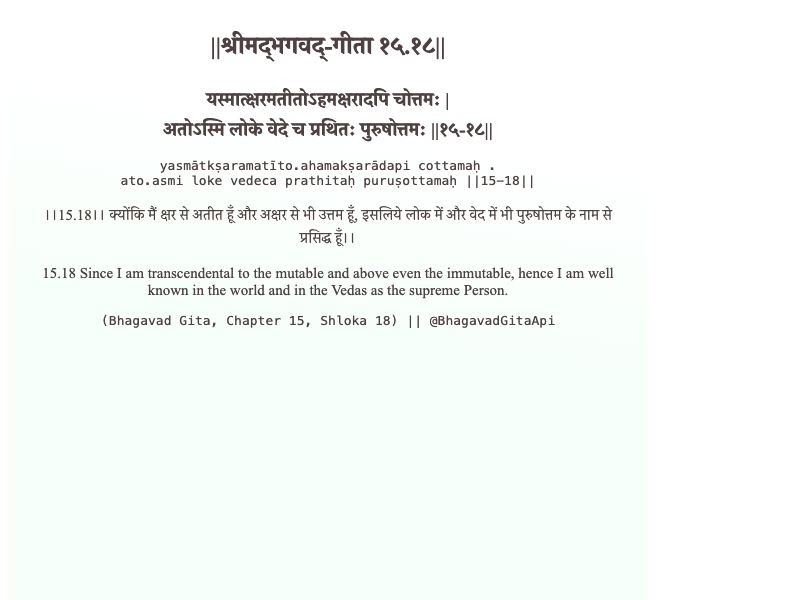 ||श्रीमद्‍भगवद्-गीता १५.१८||
यस्मात्क्षरमतीतोऽहमक्षरादपि चोत्तमः |
अतोऽस्मि लोके वेदे च प्रथितः पुरुषोत्तमः ||१५-१८||
yasmātkṣaramatīto.ahamakṣarādapi cottamaḥ .
ato.asmi loke vedeca prathitaḥ puruṣottamaḥ ||15-18||
।।15.18।। क्योंकि मैं क्षर से अतीत हूँ और अक्षर से भी उत्तम हूँ, इसलिये लोक में और वेद में भी पुरुषोत्तम के नाम से
प्रसिद्ध हूँ।।
15.18 Since I am transcendental to the mutable and above even the immutable, hence I am well
known in the world and in the Vedas as the supreme Person.
(Bhagavad Gita, Chapter 15, Shloka 18) || @BhagavadGitaApi